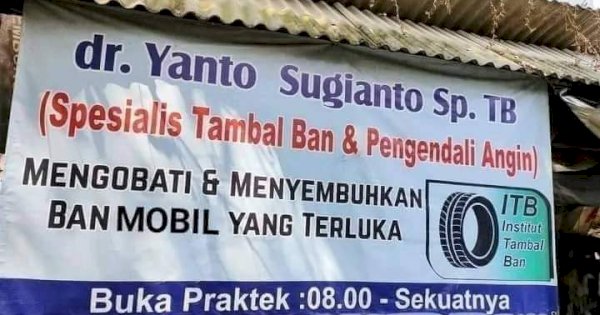 dr. Yanto Sugianto Sp. TB
(Spesialis Tambal Ban & Pengendali Angin)
MENGOBATI & MENYEMBUHKAN
BAN MOBIL YANG TERLUKA
ITB
Institut
Tambal
Ban
Buka Praktek :08.00 - Sekuatnya